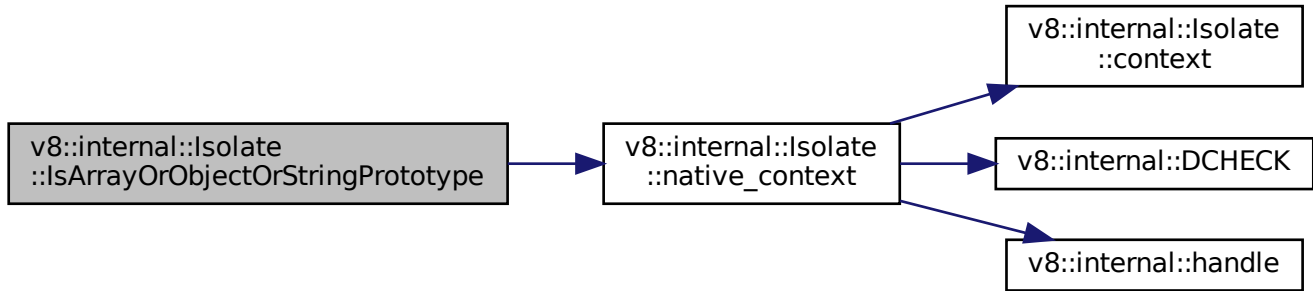 v8::internal::Isolate
::IsArrayOrObjectOrStringPrototype
v8::internal::Isolate
::native_context
v8::internal::Isolate
::context
v8::internal::DCHECK
v8::internal::handle